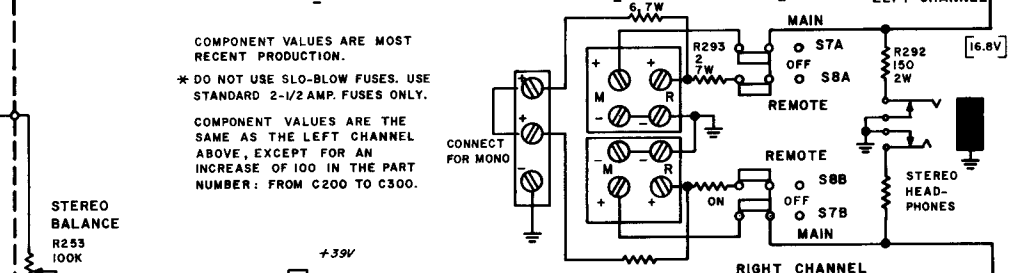 LEFT CHANNEL
6.7W
MAIN
COMPONENT VALUES ARE MOST
RECENT PRODUCTION.
* DO NOT USE SLO-BLOW FUSES. USE
STANDARD 2-1/2 AMP. FUSES ONLY.
COMPONENT VALUES ARE THE
SAME AS THE LEFT CHANNEL
ABOVE, EXCEPT FOR AN
INCREASE OF 100 IN THE PART
NUMBER: FROM C200 TO C300.
STEREO
BALANCE
R253
100K
+39V
+
+
-
CONNECT
FOR MONO
+ +
M R
- -
- -
M R
+ +
R293
2
7W
S7A
OFF
S8A
REMOTE
R292
150
2W
16.8V
REMOTE
S8B
ON
OFF
S7B
MAIN
STEREO
HEAD-
PHONES
RIGHT CHANNEL